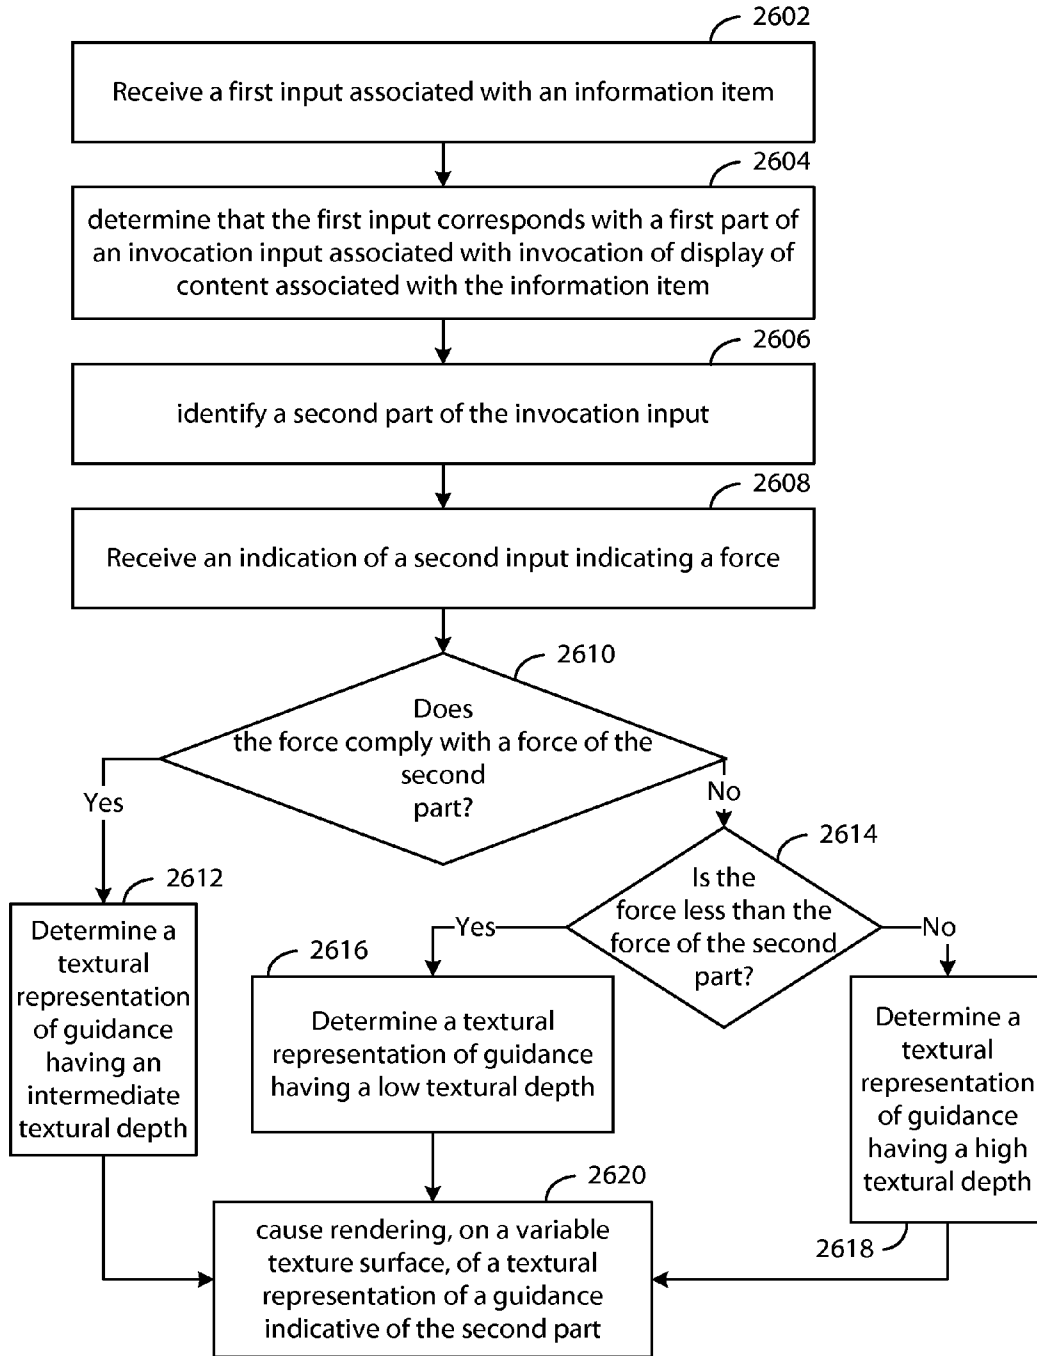 2602
Receive a first input associated with an information item
2604
determine that the first input corresponds with a first part of
an invocation input associated with invocation of display of
content associated with the information item
2606
identify a second part of the invocation input
2608
Receive an indication of a second input indicating a force
2610
Does
the force comply with a force of the
second
part?
Yes
No
2612
Determine a
textural
representation
of guidance
having an
intermediate
textural depth
2614
Is the
force less than the
force of the second
part?
Yes
No
2616
Determine a textural
representation of guidance
having a low textural depth
Determine a
textural
representation
of guidance
having a high
textural depth
2618
2620
cause rendering, on a variable
texture surface, of a textural
representation of a guidance
indicative of the second part